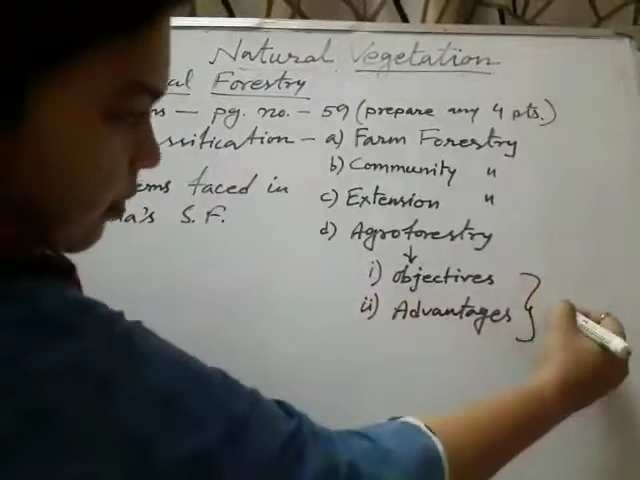 Natural Vegetation
al Forestry
ns - pg. no. - 59 (prepare any 4 pts.)
ssification - a) Farm Forestry
b) Community "
ems faced in
c) Extension "
ia's S.F.
d) Agroforestry
↓
i) objectives
ii) Advantages }